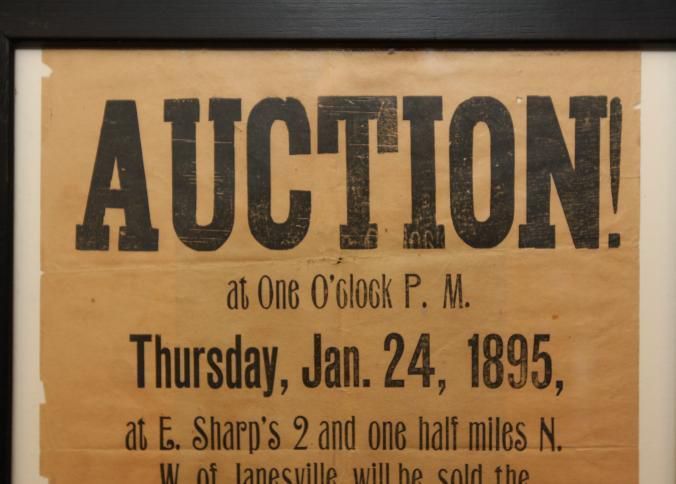 AUCTION!
at One O'clock P. M.
Thursday, Jan. 24, 1895,
at E. Sharp's 2 and one half miles N.
W. of Janesville will be sold the